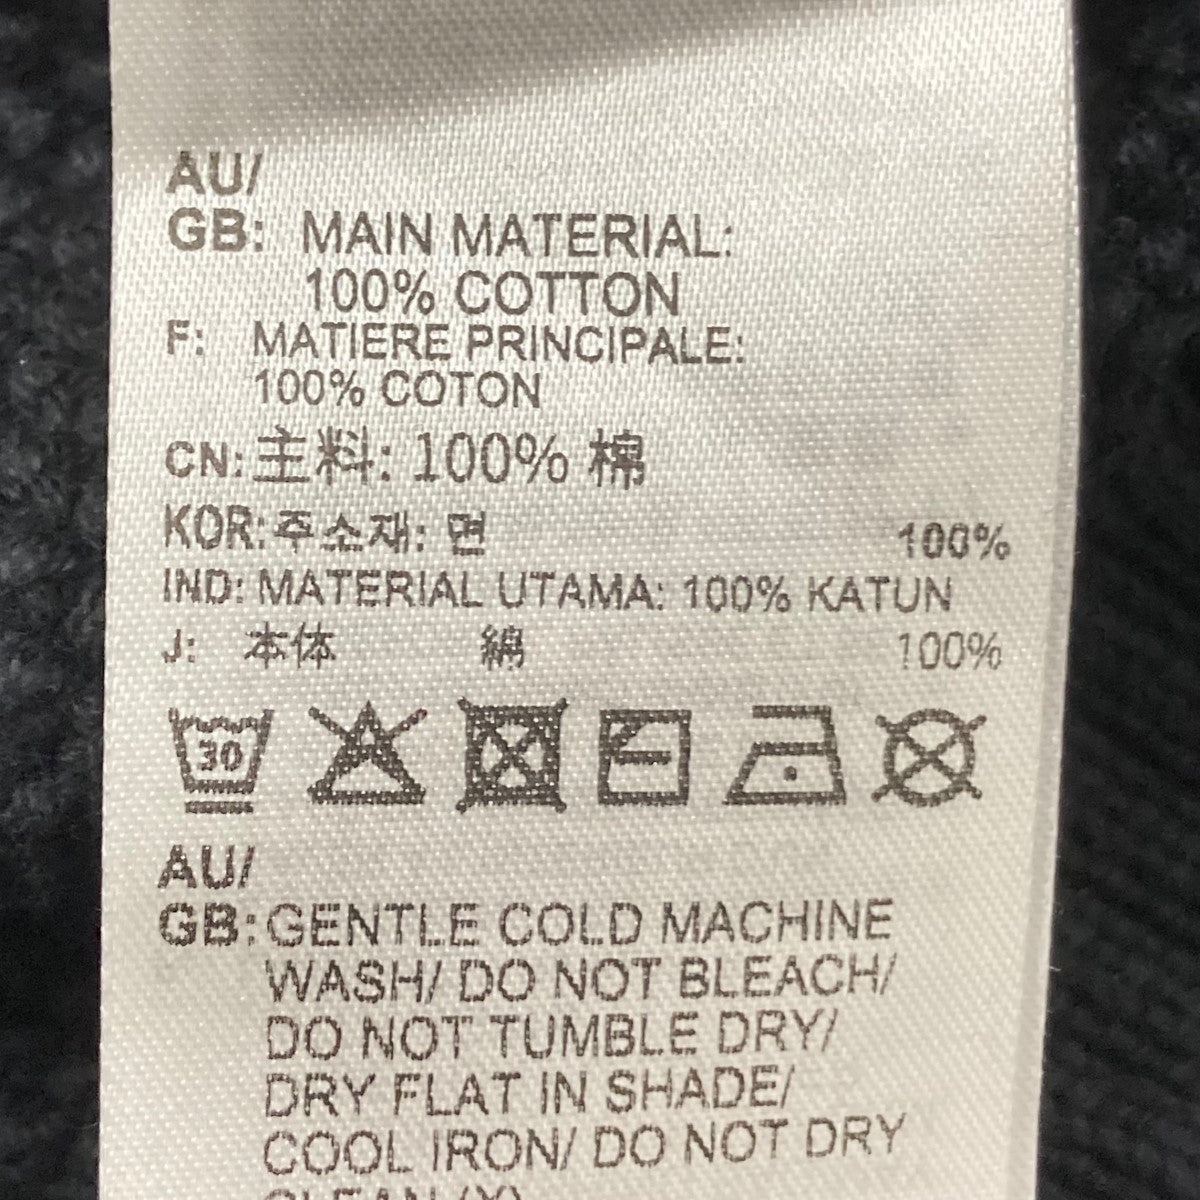 AU/
GB: MAIN MATERIAL:
100% COTTON
F: MATIERE PRINCIPALE:
100% COTON
CN: 主料: 100% 棉
KOR: 주소재: 면 100%
IND: MATERIAL UTAMA: 100% KATUN
J: 本体 綿 100%
30
AU/
GB: GENTLE COLD MACHINE
WASH/ DO NOT BLEACH/
DO NOT TUMBLE DRY/
DRY FLAT IN SHADE/
COOL IRON/ DO NOT DRY
CLEAN (X)